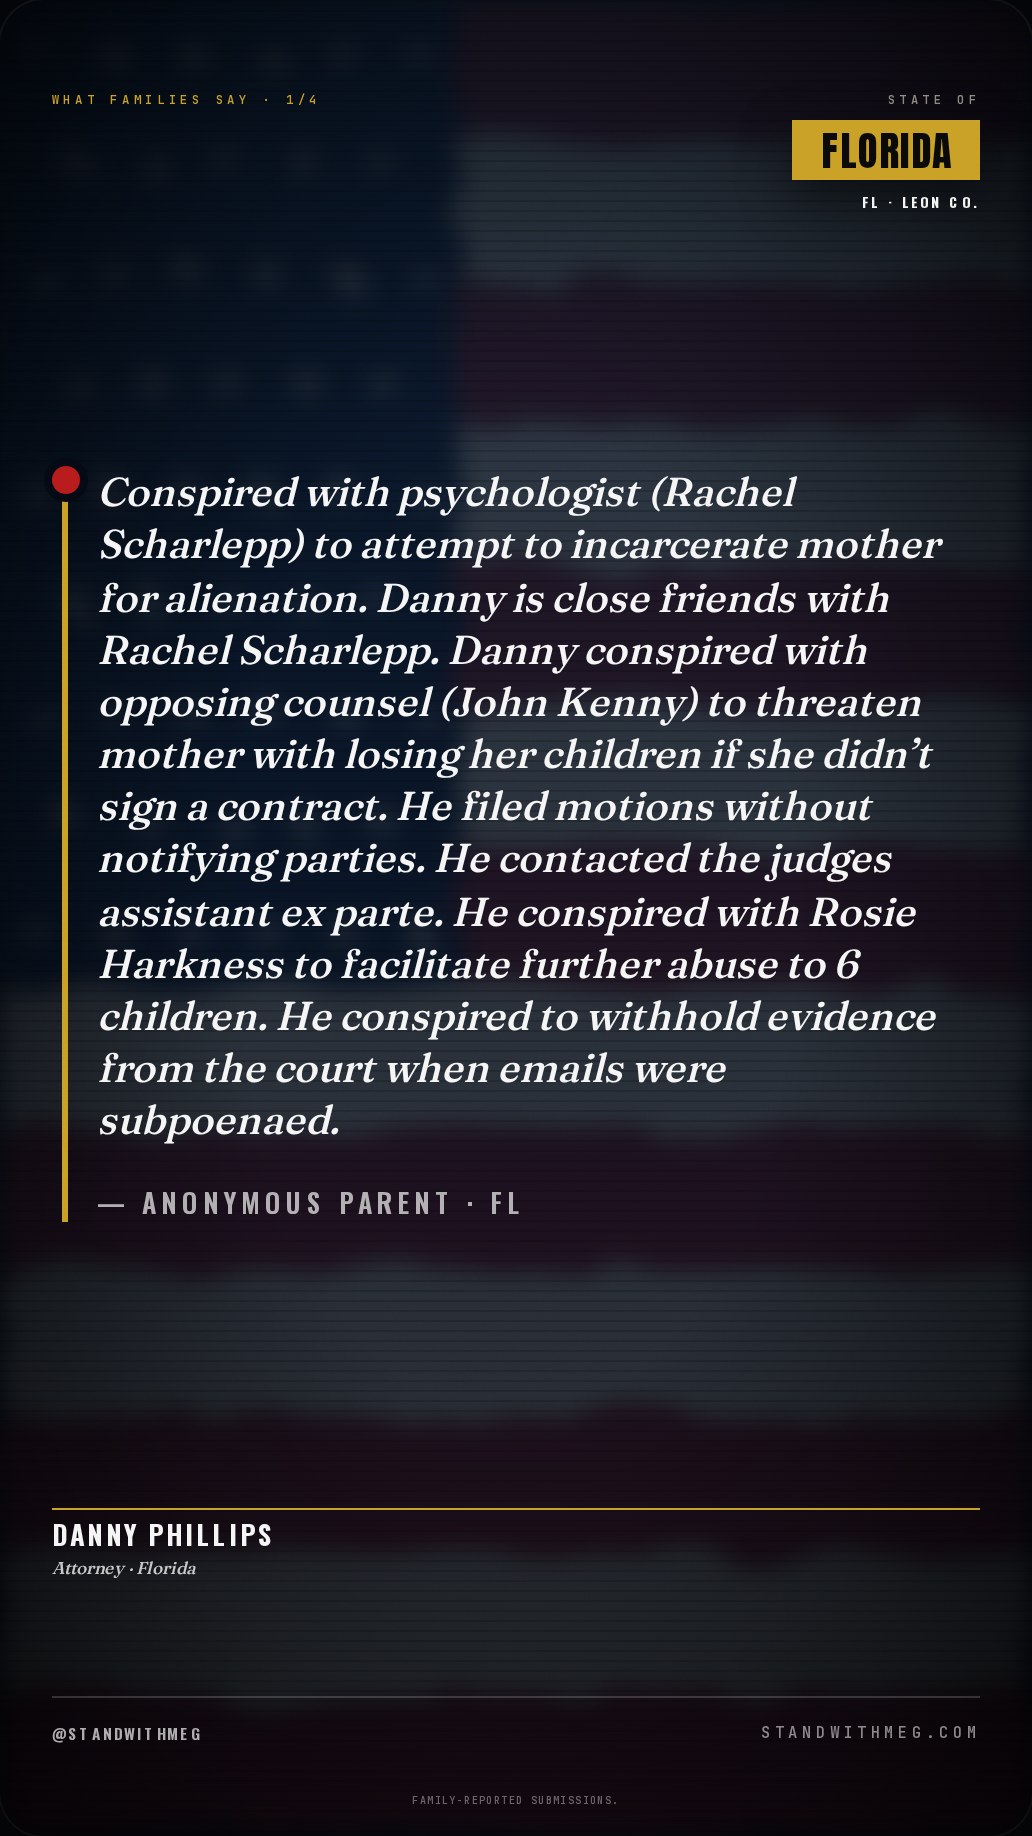 WHAT FAMILIES SAY · 1/4
STATE OF
FLORIDA
FL · LEON CO.
Conspired with psychologist (Rachel
Scharlepp) to attempt to incarcerate mother
for alienation. Danny is close friends with
Rachel Scharlepp. Danny conspired with
opposing counsel (John Kenny) to threaten
mother with losing her children if she didn’t
sign a contract. He filed motions without
notifying parties. He contacted the judges
assistant ex parte. He conspired with Rosie
Harkness to facilitate further abuse to 6
children. He conspired to withhold evidence
from the court when emails were
subpoenaed.
— ANONYMOUS PARENT · FL
DANNY PHILLIPS
Attorney · Florida
@STANDWITHMEG
STANDWITHMEG.COM
FAMILY-REPORTED SUBMISSIONS.